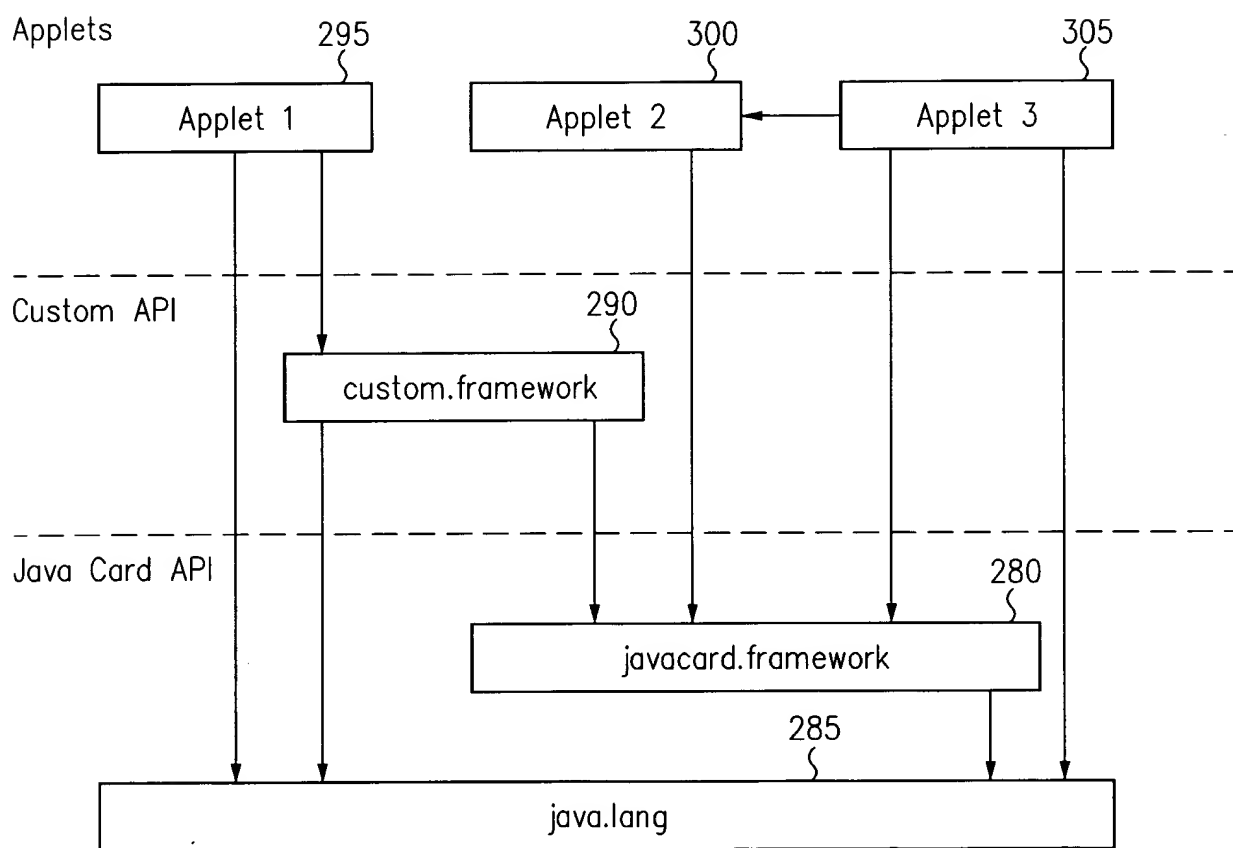 Applets
295
300
305
Applet 1
Applet 2
Applet 3
Custom API
290
custom.framework
Java Card API
280
javacard.framework
285
java.lang